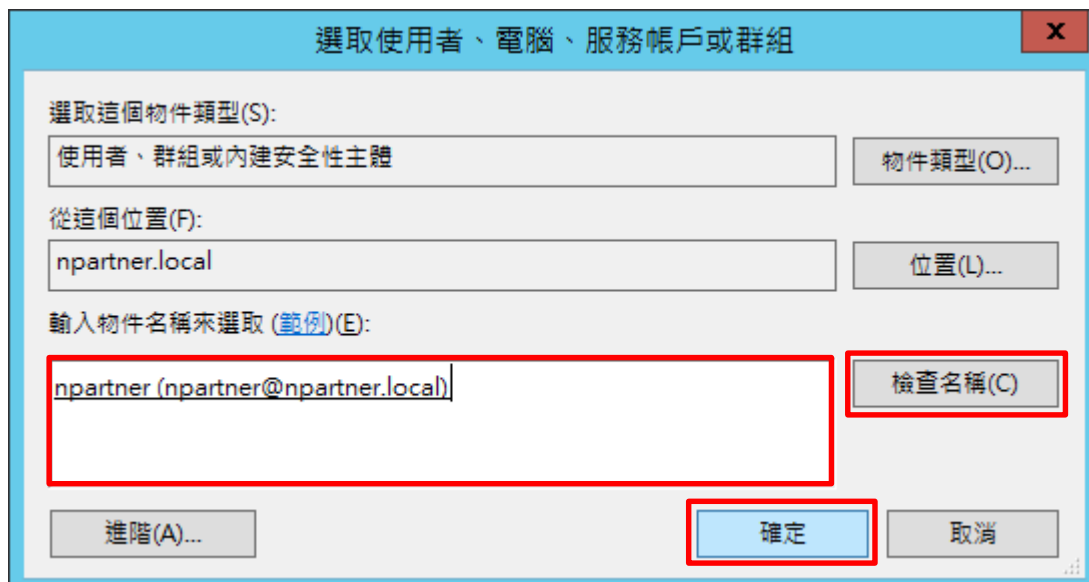 選取使用者、電腦、服務帳戶或群組
x
選取這個物件類型(S):
使用者、群組或內建安全性主體
物件類型(O)...
從這個位置(F):
npartner.local
位置(L)...
輸入物件名稱來選取 (範例)(E):
npartner (npartner@npartner.local)
檢查名稱(C)
進階(A)...
確定
取消